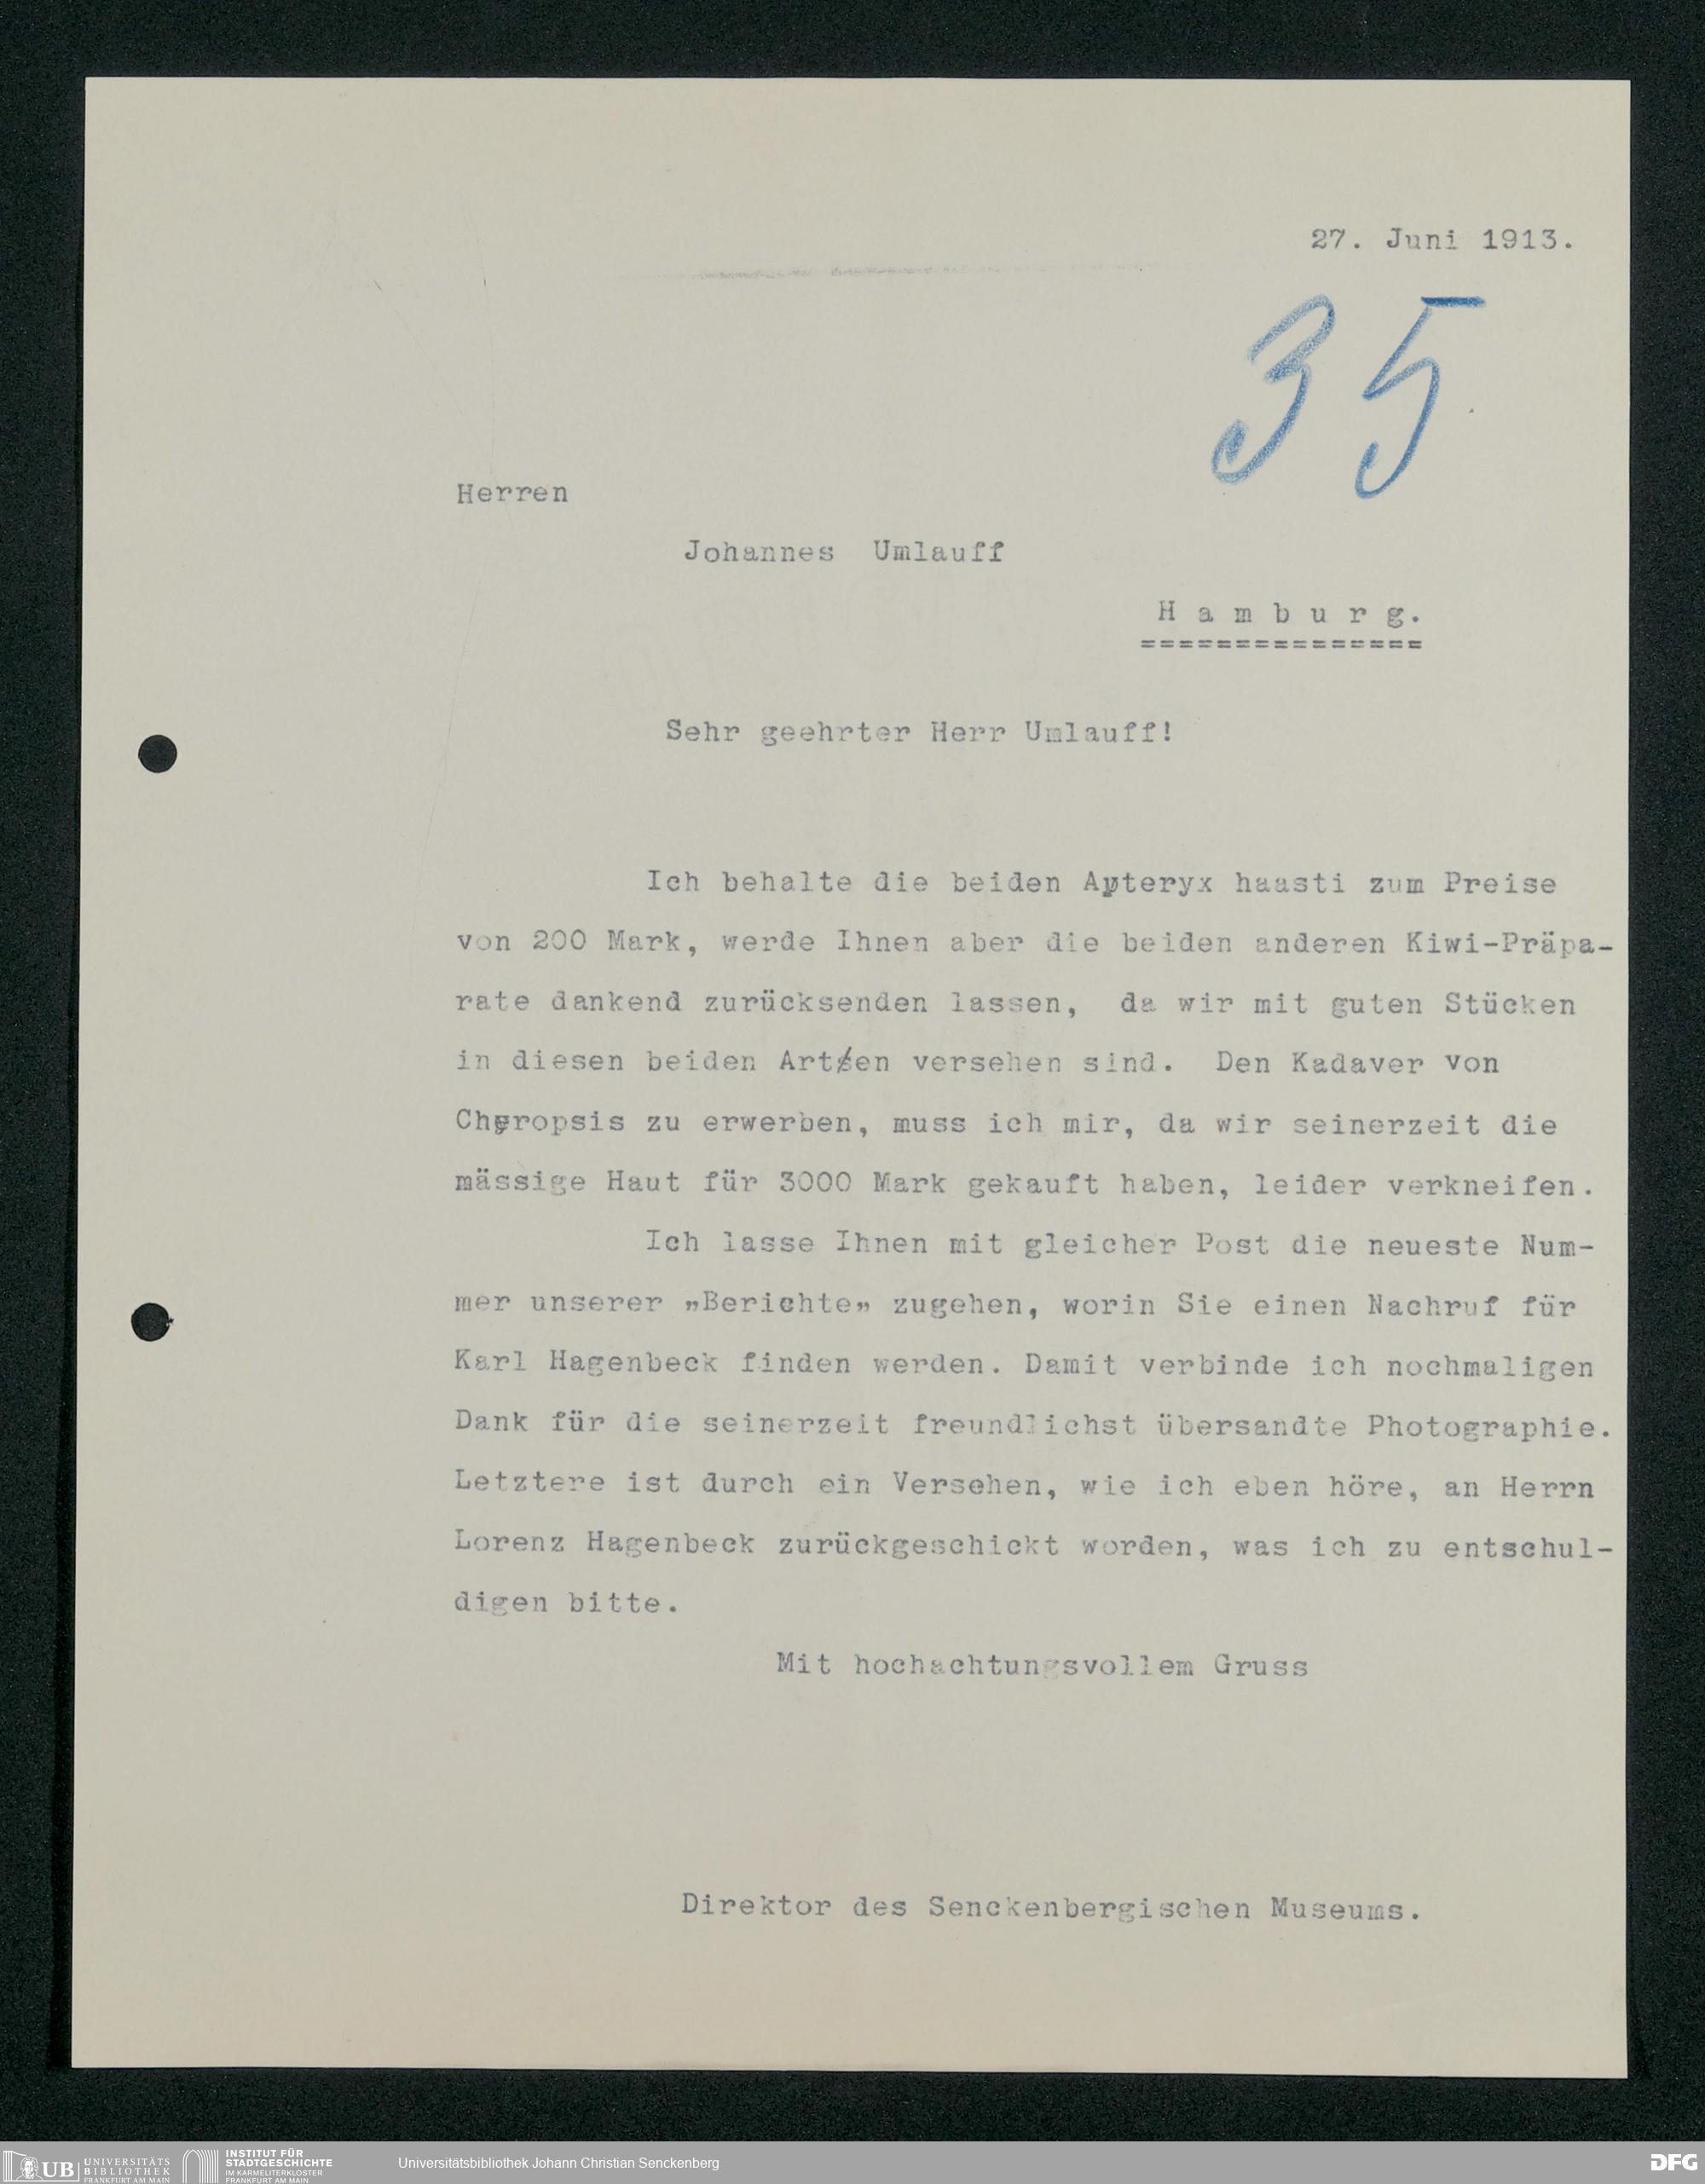 27. Juni 1913.
35
Herren
Johannes Umlauff
Hamburg.
===============
Sehr geehrter Herr Umlauff!
Ich behalte die beiden Apteryx haasti zum Preise
von 200 Mark, werde Ihnen aber die beiden anderen Kiwi-Präpa-
rate dankend zurücksenden lassen, da wir mit guten Stücken
in diesen beiden Arten versehen sind. Den Kadaver von
Cheropsis zu erwerben, muss ich mir, da wir seinerzeit die
mässige Haut für 3000 Mark gekauft haben, leider verkneifen.
Ich lasse Ihnen mit gleicher Post die neueste Num-
mer unserer „Berichte„ zugehen, worin Sie einen Nachruf für
Karl Hagenbeck finden werden. Damit verbinde ich nochmaligen
Dank für die seinerzeit freundlichst übersandte Photographie.
Letztere ist durch ein Versehen, wie ich eben höre, an Herrn
Lorenz Hagenbeck zurückgeschickt worden, was ich zu entschul-
digen bitte.
Mit hochachtungsvollem Gruss
Direktor des Senckenbergischen Museums.
UB UNIVERSITÄTS
BIBLIOTHEK
FRANKFURT AM MAIN
INSTITUT FÜR
STADTGESCHICHTE
IM KARMELITERKLOSTER
FRANKFURT AM MAIN
Universitätsbibliothek Johann Christian Senckenberg
DFG